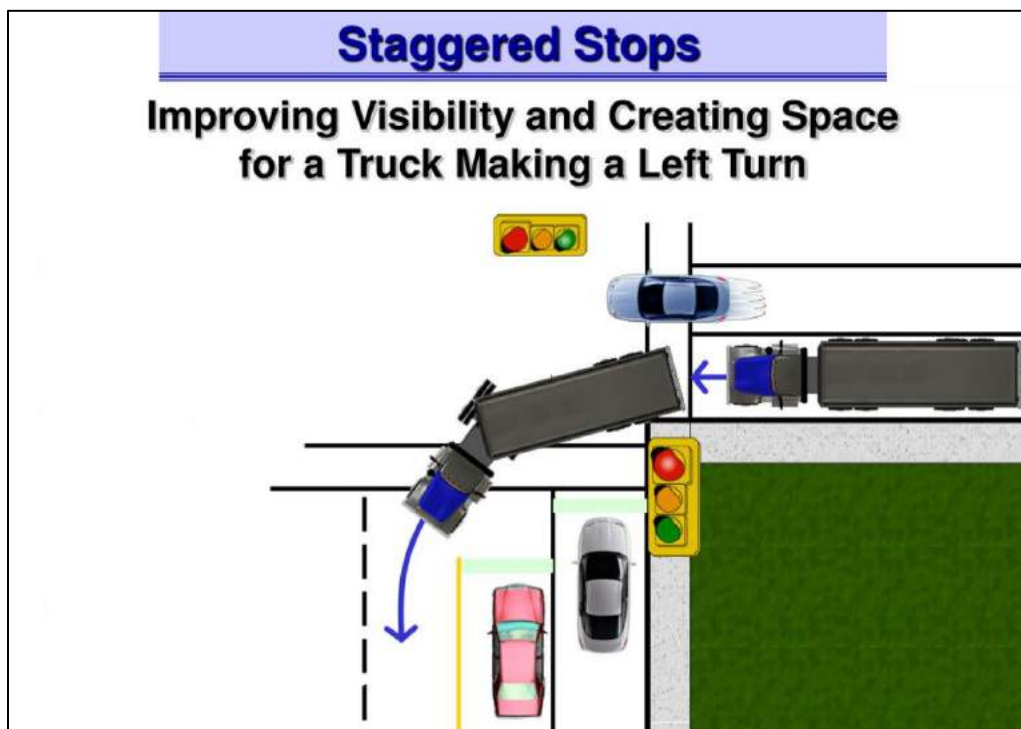 Staggered Stops
Improving Visibility and Creating Space
for a Truck Making a Left Turn